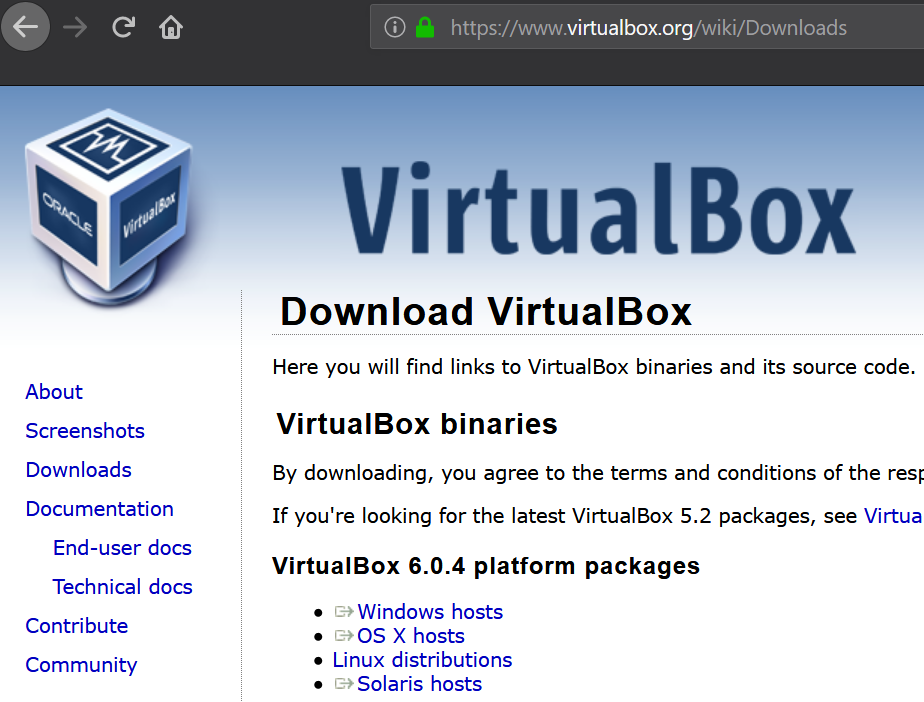 https://www.virtualbox.org/wiki/Downloads
ORACLE
VirtualBox
VirtualBox
Download VirtualBox
Here you will find links to VirtualBox binaries and its source code.
VirtualBox binaries
By downloading, you agree to the terms and conditions of the resp
If you're looking for the latest VirtualBox 5.2 packages, see Virtua
VirtualBox 6.0.4 platform packages
Windows hosts
OS X hosts
Linux distributions
Solaris hosts
About
Screenshots
Downloads
Documentation
End-user docs
Technical docs
Contribute
Community